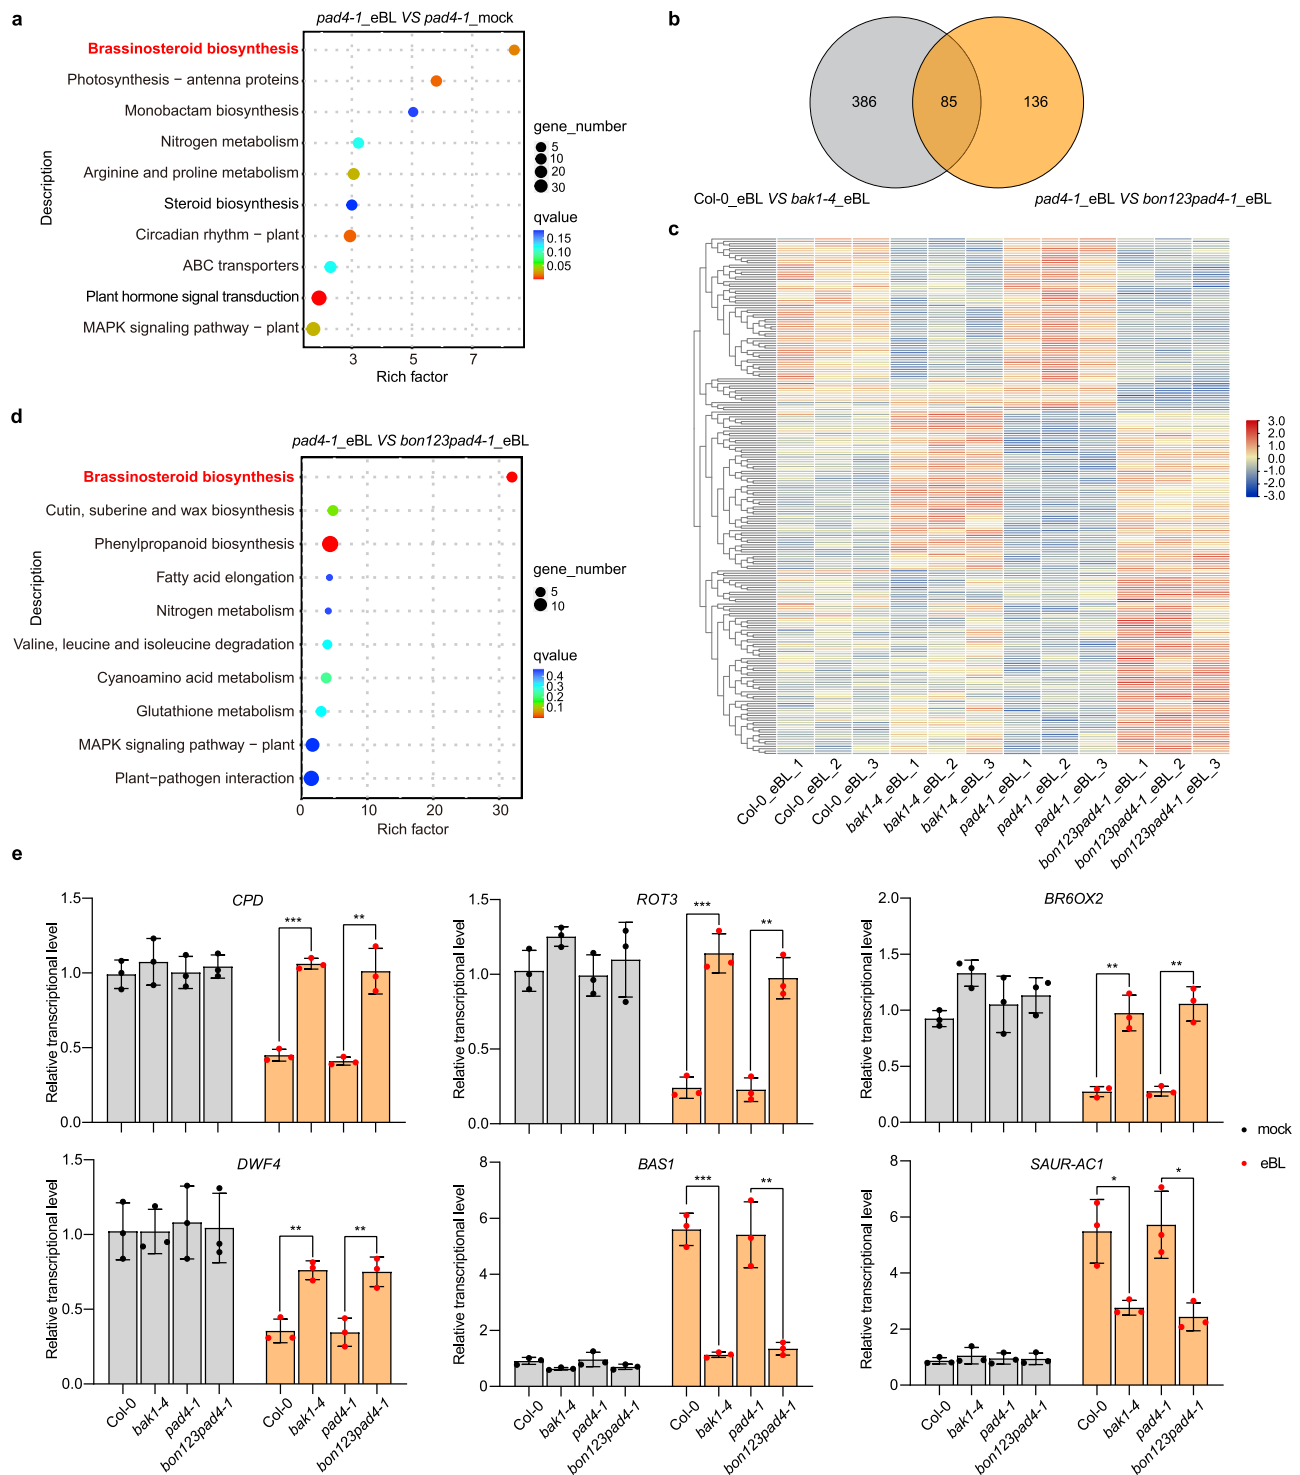 a
pad4-1_eBL VS pad4-1_mock
Brassinosteroid biosynthesis
Photosynthesis − antenna proteins
Monobactam biosynthesis
Nitrogen metabolism
Arginine and proline metabolism
Steroid biosynthesis
Circadian rhythm − plant
ABC transporters
Plant hormone signal transduction
MAPK signaling pathway − plant
Description
3 5 7
Rich factor
gene_number
5
10
20
30
qvalue
0.15
0.10
0.05
b
386 85 136
Col-0_eBL VS bak1-4_eBL
pad4-1_eBL VS bon123pad4-1_eBL
c
3.0
2.0
1.0
0.0
-1.0
-2.0
-3.0
Col-0_eBL_1
Col-0_eBL_2
Col-0_eBL_3
bak1-4_eBL_1
bak1-4_eBL_2
bak1-4_eBL_3
pad4-1_eBL_1
pad4-1_eBL_2
pad4-1_eBL_3
bon123pad4-1_eBL_1
bon123pad4-1_eBL_2
bon123pad4-1_eBL_3
d
pad4-1_eBL VS bon123pad4-1_eBL
Brassinosteroid biosynthesis
Cutin, suberine and wax biosynthesis
Phenylpropanoid biosynthesis
Fatty acid elongation
Nitrogen metabolism
Valine, leucine and isoleucine degradation
Cyanoamino acid metabolism
Glutathione metabolism
MAPK signaling pathway − plant
Plant−pathogen interaction
Description
0 10 20 30
Rich factor
gene_number
5
10
qvalue
0.4
0.3
0.2
0.1
e
CPD
Relative transcriptional level
1.5
1.0
0.5
0.0
*** **
ROT3
Relative transcriptional level
1.5
1.0
0.5
0.0
*** **
BR6OX2
Relative transcriptional level
2.0
1.5
1.0
0.5
0.0
** **
mock
eBL
DWF4
Relative transcriptional level
1.5
1.0
0.5
0.0
** **
Col-0
bak1-4
pad4-1
bon123pad4-1
Col-0
bak1-4
pad4-1
bon123pad4-1
BAS1
Relative transcriptional level
8
6
4
2
0
*** **
Col-0
bak1-4
pad4-1
bon123pad4-1
Col-0
bak1-4
pad4-1
bon123pad4-1
SAUR-AC1
Relative transcriptional level
8
6
4
2
0
* *
Col-0
bak1-4
pad4-1
bon123pad4-1
Col-0
bak1-4
pad4-1
bon123pad4-1